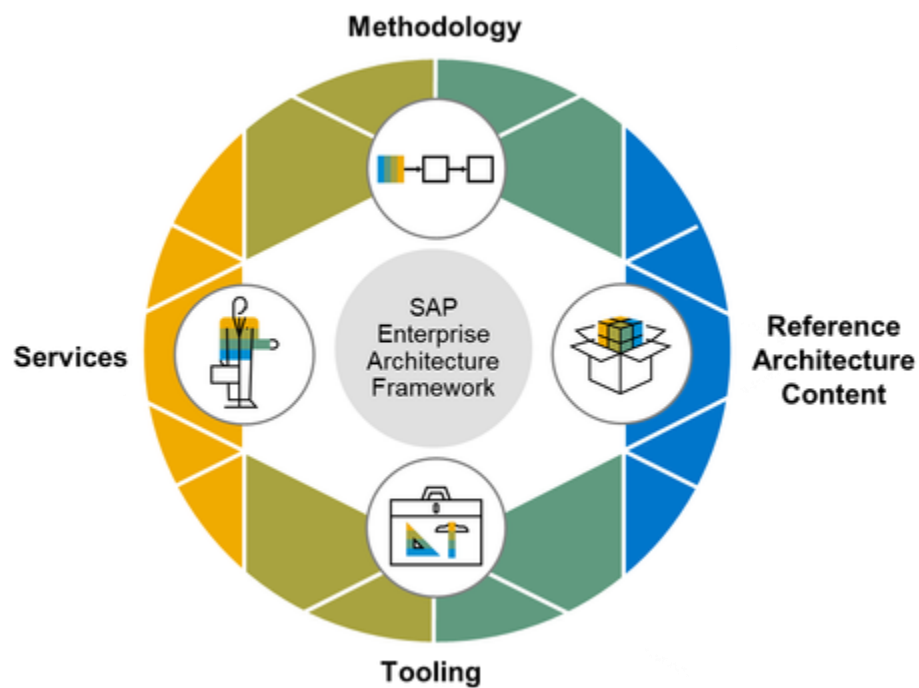 Methodology
SAP
Enterprise
Architecture
Framework
Services
Reference
Architecture
Content
Tooling